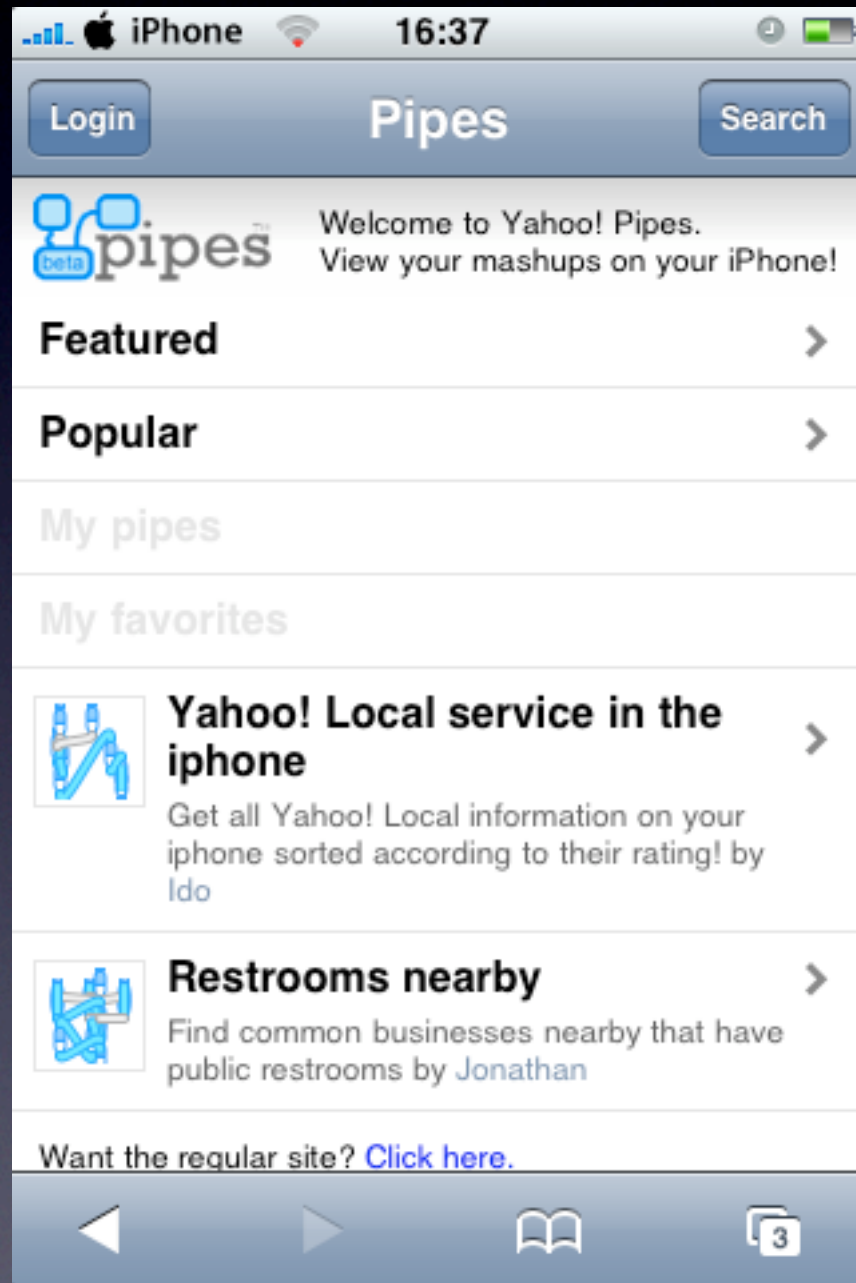 iPhone 16:37
Login Pipes Search
beta pipes™
Welcome to Yahoo! Pipes.
View your mashups on your iPhone!
Featured
Popular
My pipes
My favorites
Yahoo! Local service in the
iphone
Get all Yahoo! Local information on your
iphone sorted according to their rating! by
Ido
Restrooms nearby
Find common businesses nearby that have
public restrooms by Jonathan
Want the regular site? Click here.
3